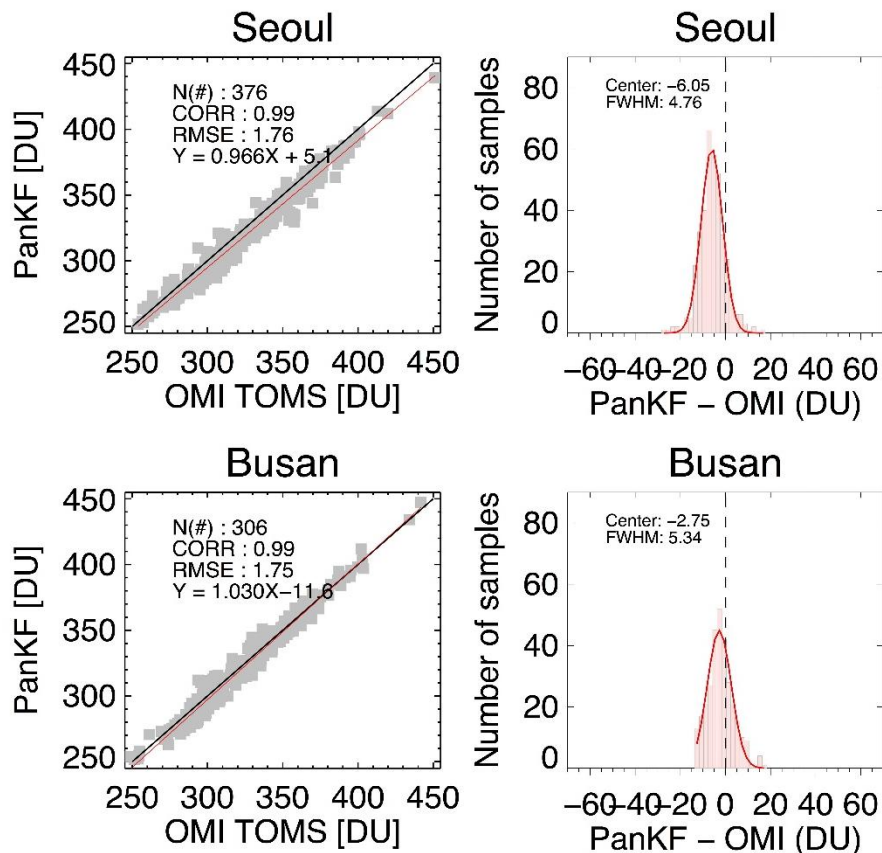 Seoul
450
400
350
300
250
PanKF [DU]
N(#) : 376
CORR : 0.99
RMSE : 1.76
Y = 0.966X + 5.1
250 300 350 400 450
OMI TOMS [DU]
Seoul
80
60
40
20
0
Number of samples
Center: −6.05
FWHM: 4.76
−60 −40 −20 0 20 40 60
PanKF − OMI (DU)
Busan
450
400
350
300
250
PanKF [DU]
N(#) : 306
CORR : 0.99
RMSE : 1.75
Y = 1.030X−11.6
250 300 350 400 450
OMI TOMS [DU]
Busan
80
60
40
20
0
Number of samples
Center: −2.75
FWHM: 5.34
−60 −40 −20 0 20 40 60
PanKF − OMI (DU)